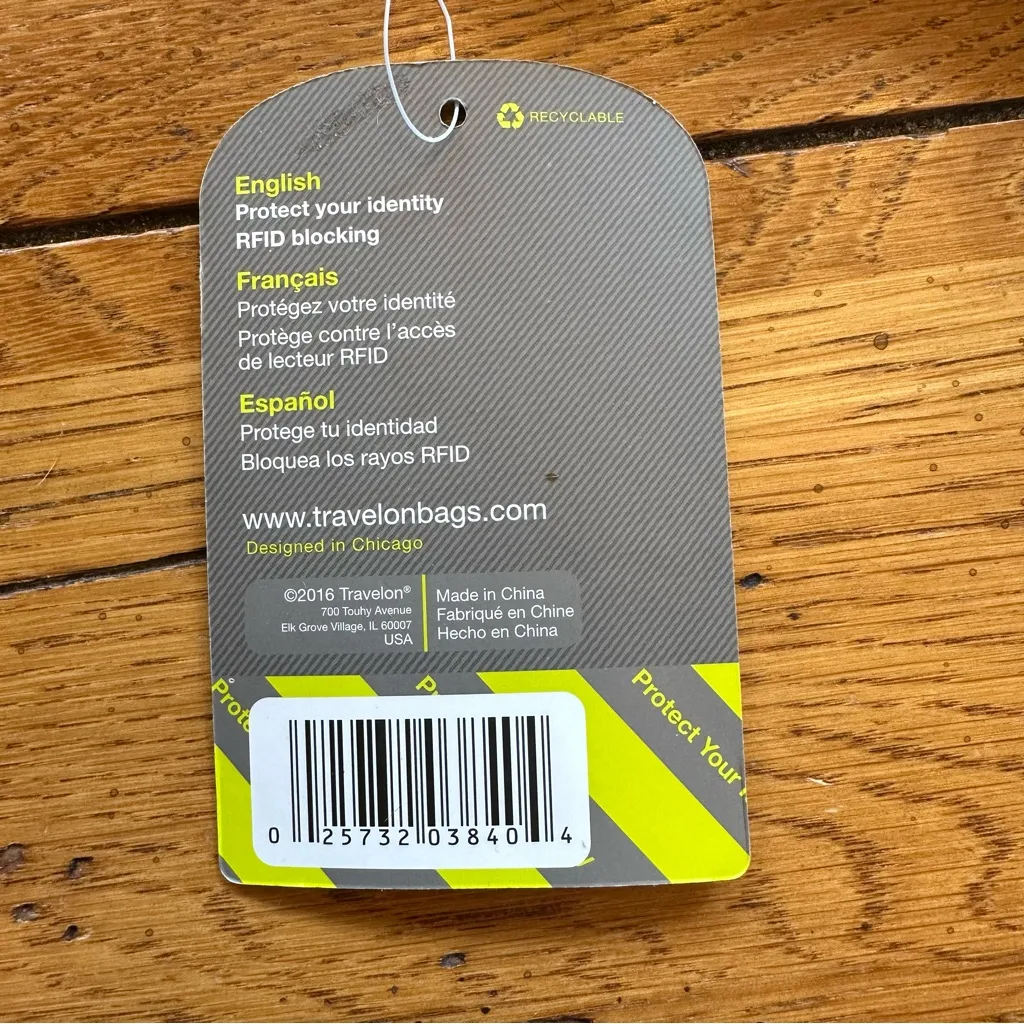 RECYCLABLE
English
Protect your identity
RFID blocking
Français
Protégez votre identité
Protège contre l'accès
de lecteur RFID
Español
Protege tu identidad
Bloquea los rayos RFID
www.travelonbags.com
Designed in Chicago
©2016 Travelon®
700 Touhy Avenue
Elk Grove Village, IL 60007
USA
Made in China
Fabriqué en Chine
Hecho en China
Protect Your
0 25732 03840 4